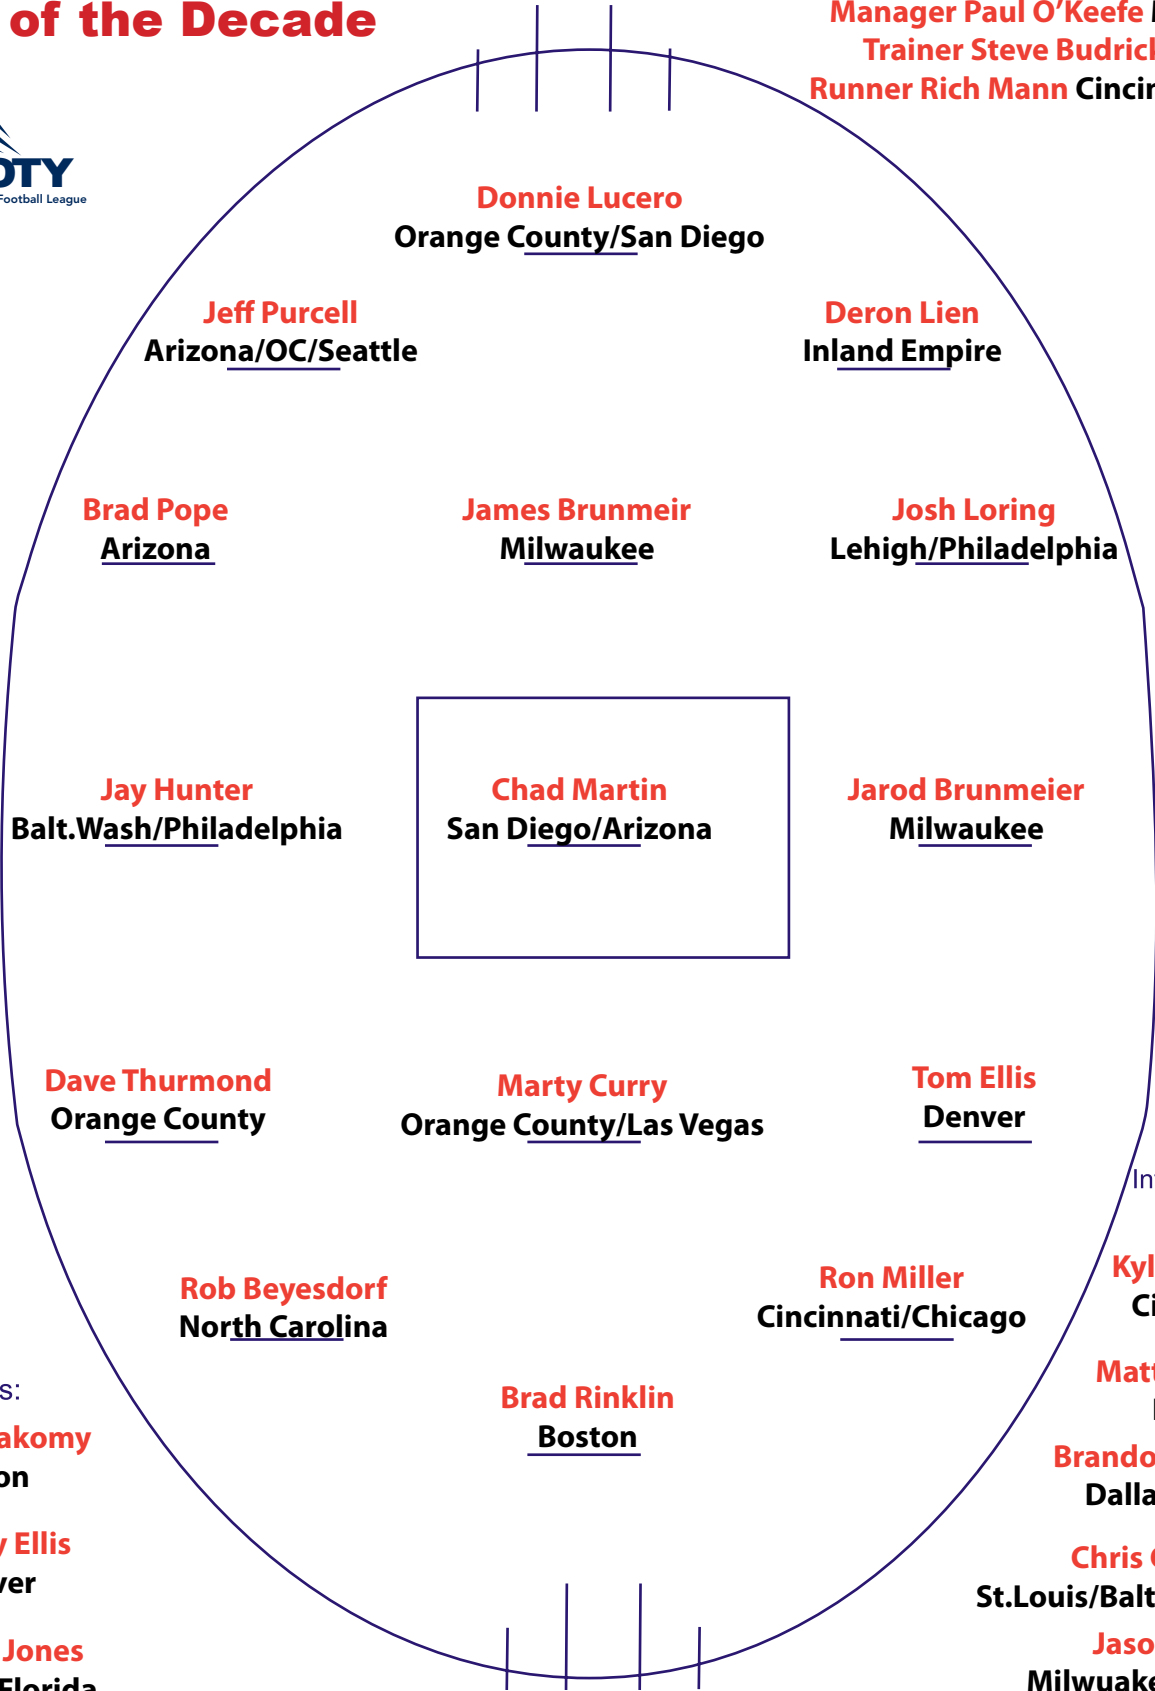 of the Decade
Manager Paul O'Keefe
Trainer Steve Budrick
Runner Rich Mann
Football League
Donnie Lucero
Orange County/San Diego
Jeff Purcell
Arizona/OC/Seattle
Deron Lien
Inland Empire
Brad Pope
Arizona
James Brunmeir
Milwaukee
Josh Loring
Lehigh/Philadelphia
Jay Hunter
Balt.Wash/Philadelphia
Chad Martin
San Diego/Arizona
Jarod Brunmeier
Milwaukee
Dave Thurmond
Orange County
Marty Curry
Orange County/Las Vegas
Tom Ellis
Denver
Rob Beyesdorf
North Carolina
Ron Miller
Cincinnati/Chicago
Brad Rinklin
Boston
Ellis
Jones
Florida
Matt
Chris
St.Louis/Balt